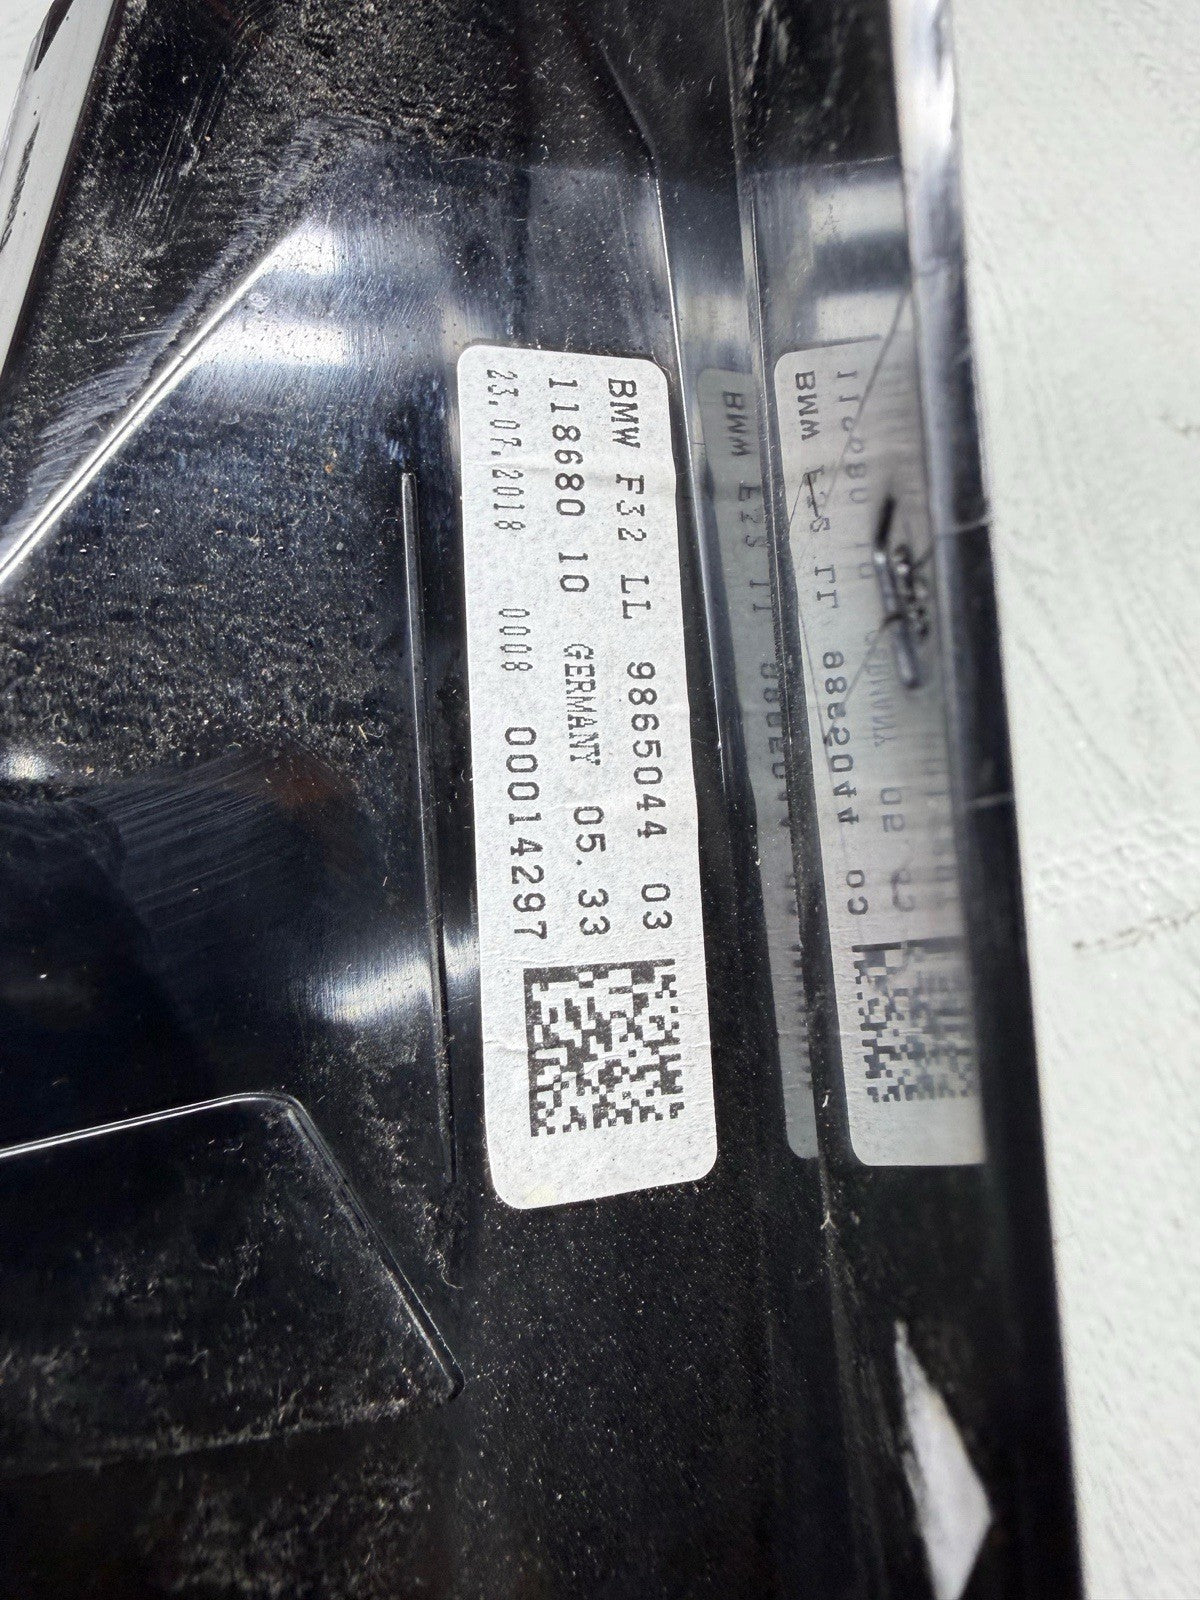 BMW F32 LL 9865044 03
118680 10 GERMANY 05.33
23.07.2018 0008 00014297